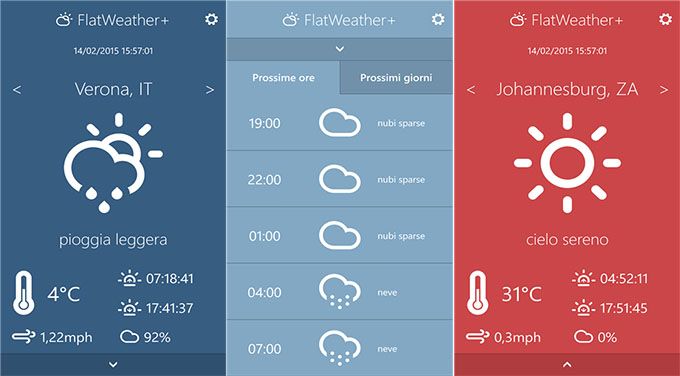 FlatWeather+
14/02/2015 15:57:01
< Verona, IT >
pioggia leggera
4°C
07:18:41
17:41:37
1,22mph
92%
FlatWeather+
Prossime ore
Prossimi giorni
19:00 nubi sparse
22:00 nubi sparse
01:00 nubi sparse
04:00 neve
07:00 neve
FlatWeather+
14/02/2015 15:57:01
< Johannesburg, ZA >
cielo sereno
31°C
04:52:11
17:51:45
0,3mph
0%